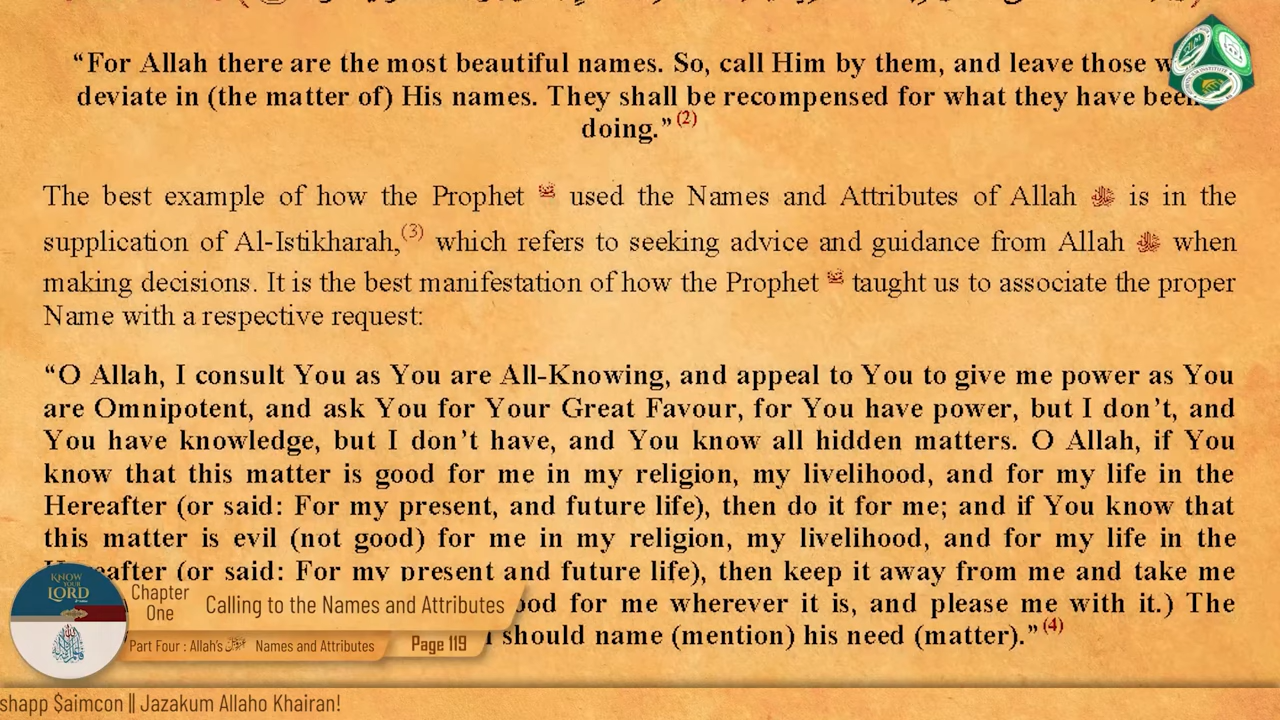 “For Allah there are the most beautiful names. So, call Him by them, and leave those
deviate in (the matter of) His names. They shall be recompensed for what they have been
doing.” (2)
The best example of how the Prophet ﷺ used the Names and Attributes of Allah ﷻ is in the
supplication of Al-Istikharah,(3) which refers to seeking advice and guidance from Allah ﷻ when
making decisions. It is the best manifestation of how the Prophet ﷺ taught us to associate the proper
Name with a respective request:
“O Allah, I consult You as You are All-Knowing, and appeal to You to give me power as You
are Omnipotent, and ask You for Your Great Favour, for You have power, but I don’t, and
You have knowledge, but I don’t have, and You know all hidden matters. O Allah, if You
know that this matter is good for me in my religion, my livelihood, and for my life in the
Hereafter (or said: For my present, and future life), then do it for me; and if You know that
this matter is evil (not good) for me in my religion, my livelihood, and for my life in the
(or said: For my present and future life), then keep it away from me and take me
for me wherever it is, and please me with it.) The
should name (mention) his need (matter).” (4)
KNOW
YOUR
LORD
Chapter
One
Calling to the Names and Attributes
Part Four : Allah’s ﷻ Names and Attributes
Page 119
shapp $aimcon || Jazakum Allaho Khairan!